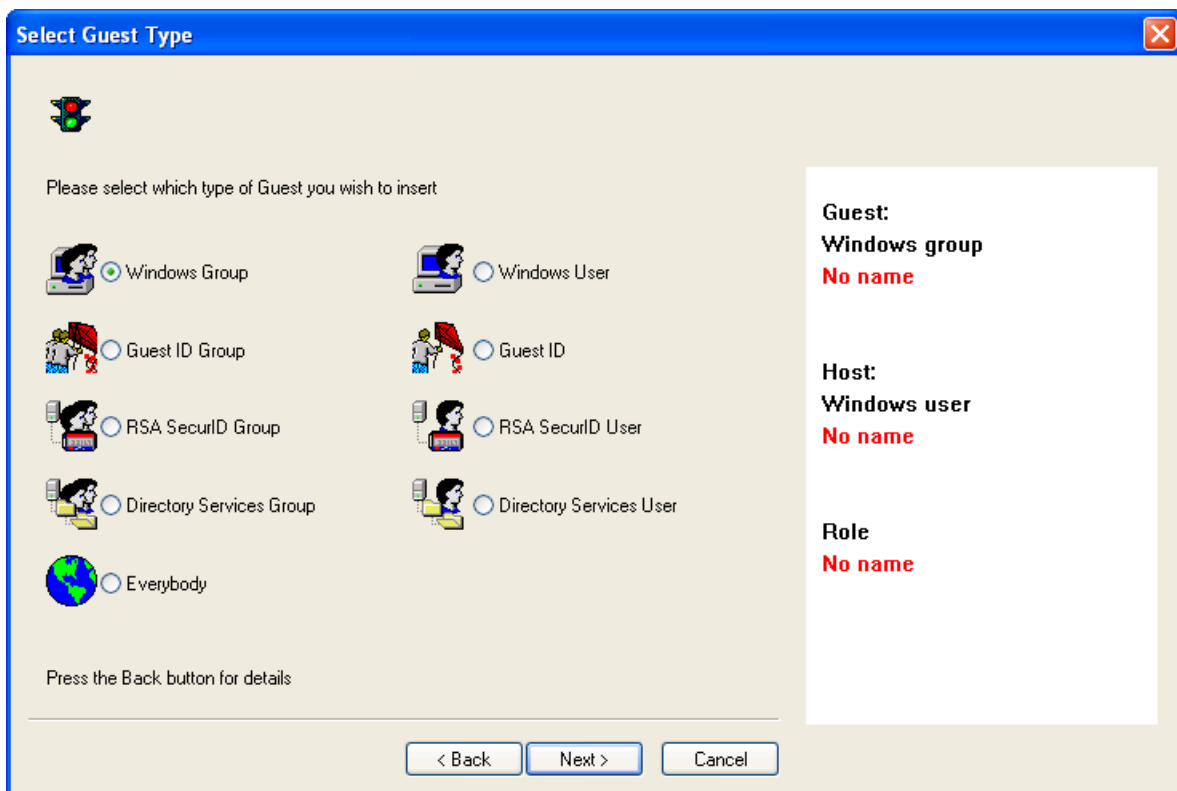 Select Guest Type
Please select which type of Guest you wish to insert
Windows Group
Windows User
Guest ID Group
Guest ID
RSA SecurID Group
RSA SecurID User
Directory Services Group
Directory Services User
Everybody
Press the Back button for details
Guest:
Windows group
No name
Host:
Windows user
No name
Role
No name
< Back
Next >
Cancel